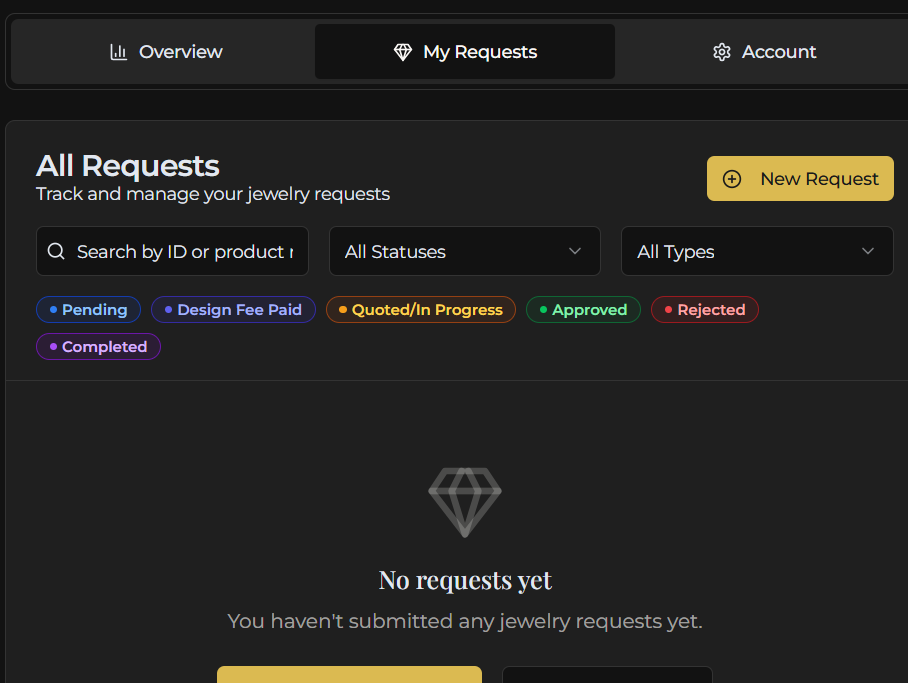 Overview My Requests Account
All Requests
Track and manage your jewelry requests
New Request
Search by ID or product All Statuses All Types
Pending Design Fee Paid Quoted/In Progress Approved Rejected
Completed
No requests yet
You haven't submitted any jewelry requests yet.